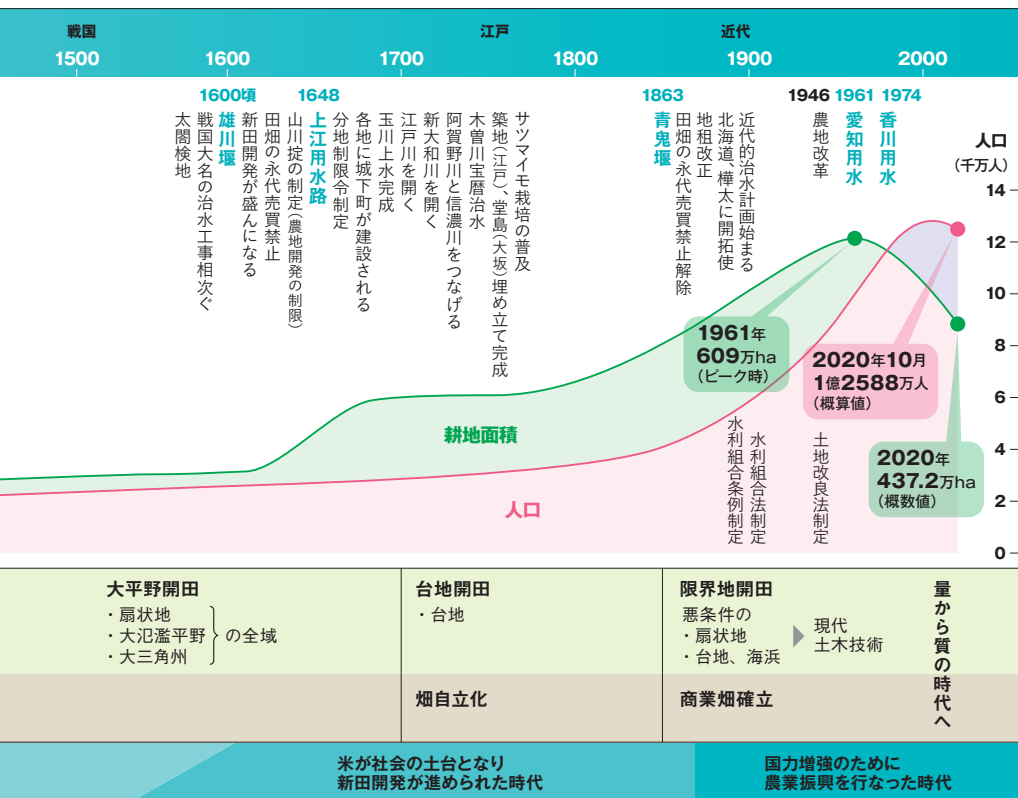 戦国
江戸
近代
1500
1600
1700
1800
1900
2000
太閤検地
戦国大名の治水工事相次ぐ
1600頃
雄川堰
新田開発が盛んになる
田畑の永代売買禁止
山川掟の制定(農地開発の制限)
1648
上江用水路
分地制限令制定
各地に城下町が建設される
玉川上水完成
江戸川を開く
新大和川を開く
阿賀野川と信濃川をつなげる
木曽川宝暦治水
築地(江戸)、堂島(大坂)埋め立て完成
サツマイモ栽培の普及
1863
青鬼堰
田畑の永代売買禁止解除
地租改正
北海道、樺太に開拓使
近代的治水計画始まる
1946
農地改革
1961
愛知用水
1974
香川用水
人口
(千万人)
14
12
10
8
6
4
2
0
1961年
609万ha
(ピーク時)
2020年10月
1億2588万人
(概算値)
2020年
437.2万ha
(概数値)
耕地面積
人口
水利組合条例制定
水利組合法制定
土地改良法制定
大平野開田
・扇状地
・大氾濫平野
・大三角州
の全域
台地開田
・台地
限界地開田
悪条件の
・扇状地
・台地、海浜
現代
土木技術
量から質の時代へ
畑自立化
商業畑確立
米が社会の土台となり
新田開発が進められた時代
国力増強のために
農業振興を行なった時代